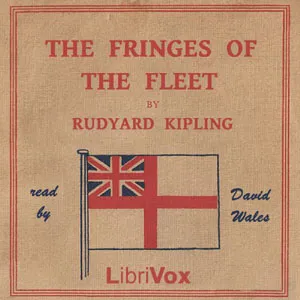 THE FRINGES OF
THE FLEET
BY
RUDYARD KIPLING
read
by
David
Wales
LibriVox